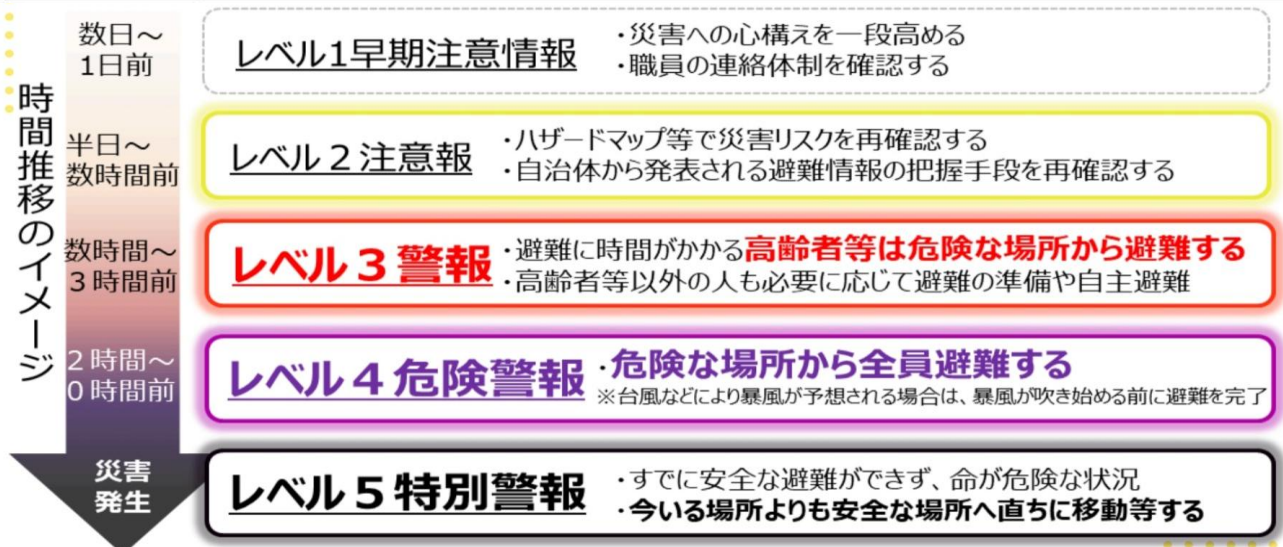 時間推移のイメージ
数日～
1日前
レベル1早期注意情報
・災害への心構えを一段高める
・職員の連絡体制を確認する
半日～
数時間前
レベル２注意報
・ハザードマップ等で災害リスクを再確認する
・自治体から発表される避難情報の把握手段を再確認する
数時間～
３時間前
レベル３警報
・避難に時間がかかる高齢者等は危険な場所から避難する
・高齢者等以外の人も必要に応じて避難の準備や自主避難
２時間～
０時間前
レベル４危険警報
・危険な場所から全員避難する
※台風などにより暴風が予想される場合は、暴風が吹き始める前に避難を完了
災害
発生
レベル５特別警報
・すでに安全な避難ができず、命が危険な状況
・今いる場所よりも安全な場所へ直ちに移動等する